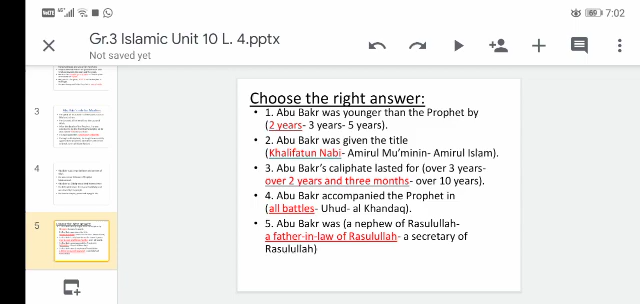 VoLTE 4G 69 7:02
Gr.3 Islamic Unit 10 L. 4.pptx
Not saved yet
3
4
5
Choose the right answer:
• 1. Abu Bakr was younger than the Prophet by
(2 years- 3 years- 5 years).
• 2. Abu Bakr was given the title
(Khalifatun Nabi- Amirul Mu'minin- Amirul Islam).
• 3. Abu Bakr's caliphate lasted for (over 3 years-
over 2 years and three months- over 10 years).
• 4. Abu Bakr accompanied the Prophet in
(all battles- Uhud- al Khandaq).
• 5. Abu Bakr was (a nephew of Rasulullah-
a father-in-law of Rasulullah- a secretary of
Rasulullah)